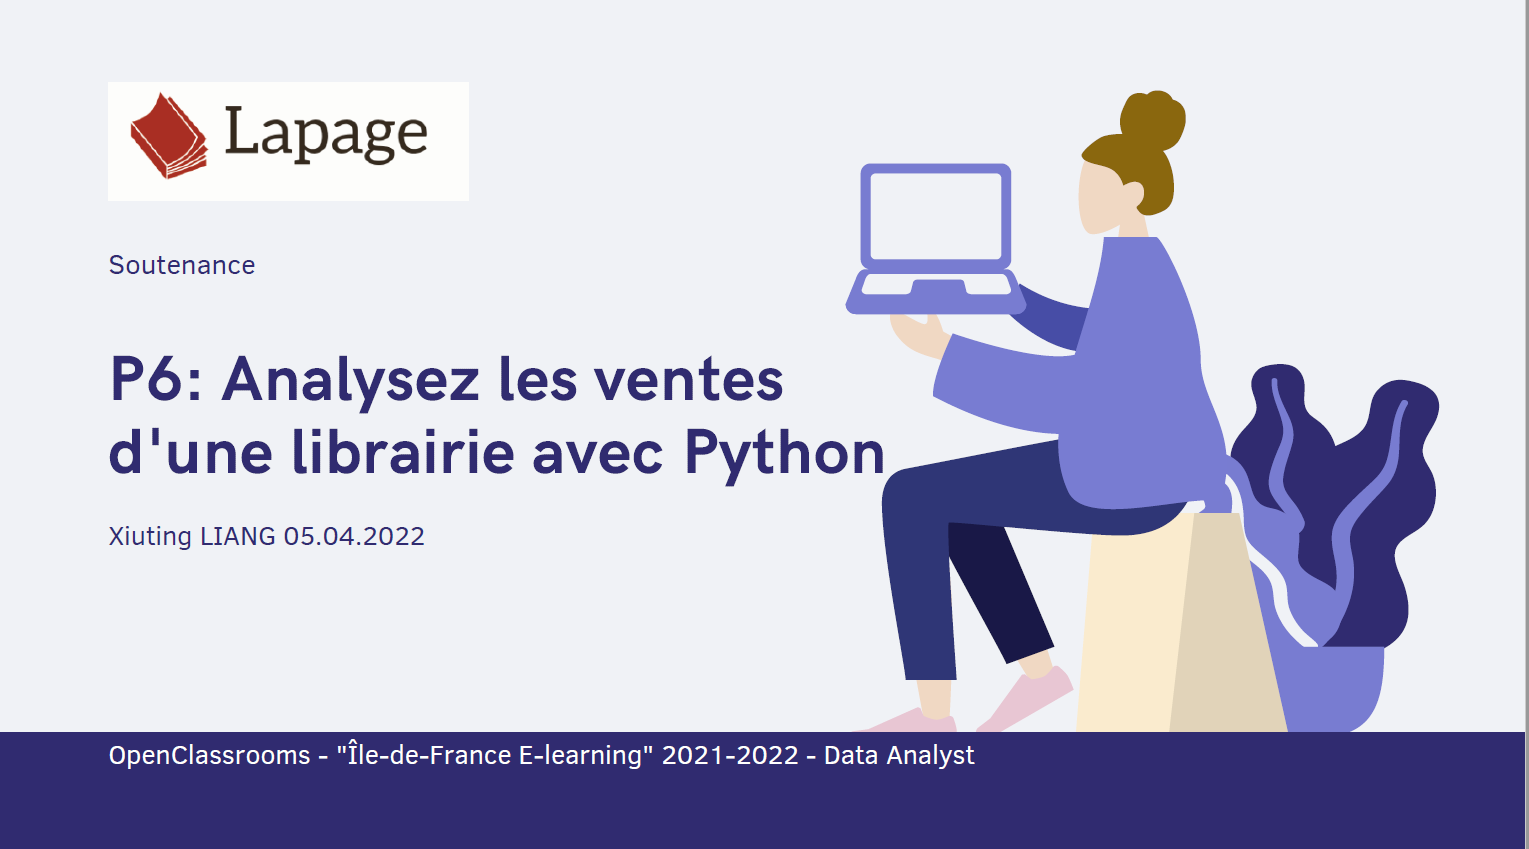 Lapage
Soutenance
P6: Analysez les ventes
d'une librairie avec Python
Xiuting LIANG 05.04.2022
OpenClassrooms - "Île-de-France E-learning" 2021-2022 - Data Analyst